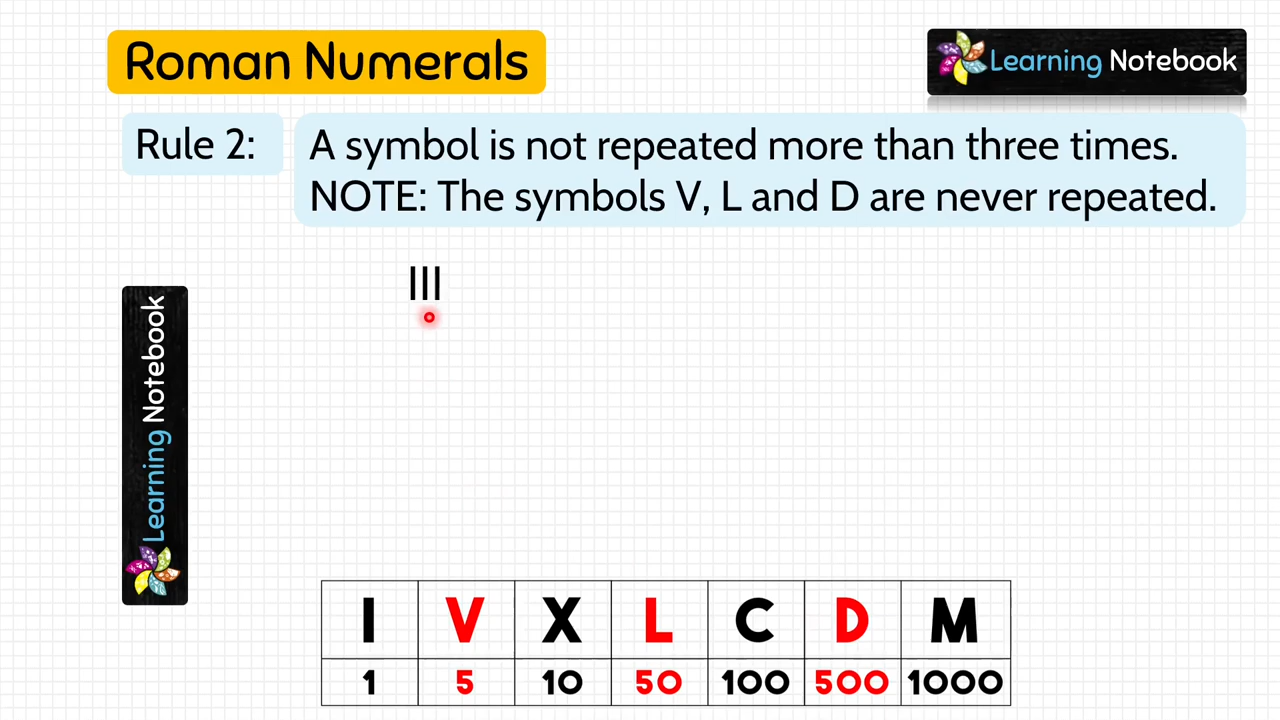 Roman Numerals
Learning Notebook
Rule 2:
A symbol is not repeated more than three times.
NOTE: The symbols V, L and D are never repeated.
III
Learning Notebook
I V X L C D M
1 5 10 50 100 500 1000